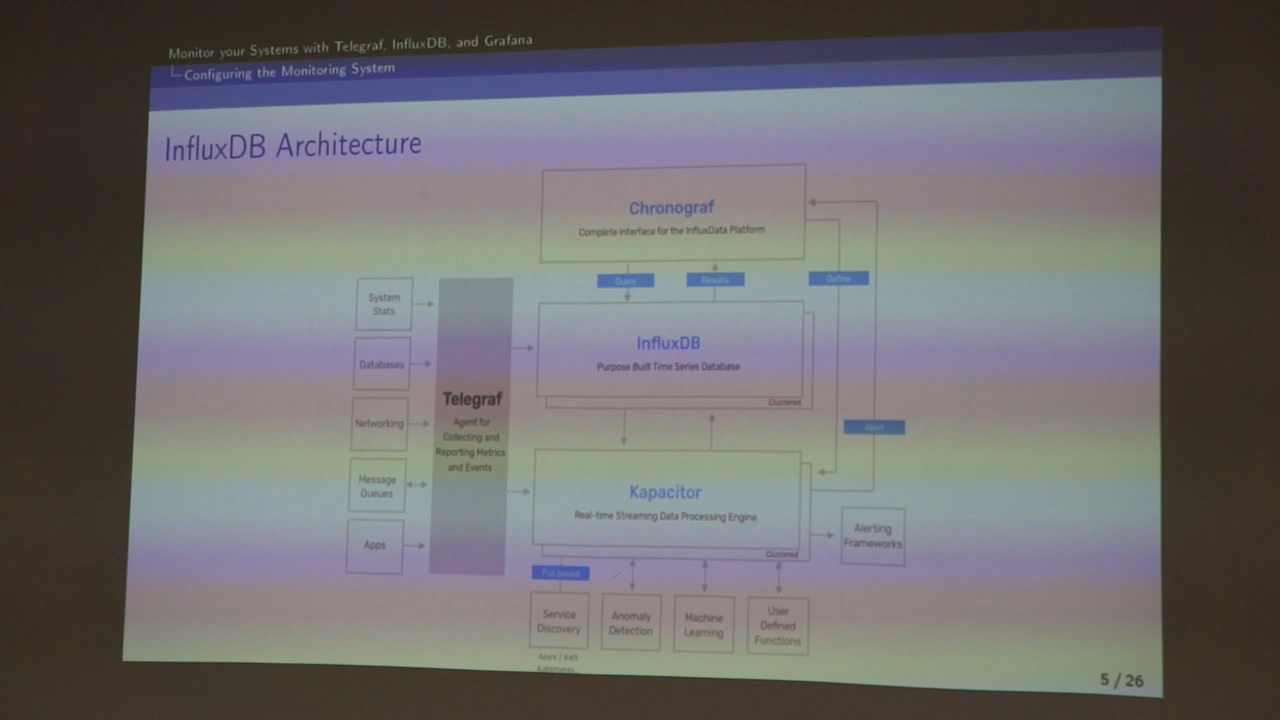 Monitor your Systems with Telegraf, InfluxDB, and Grafana
Configuring the Monitoring System
InfluxDB Architecture
Chronograf
Complete interface for the InfluxData Platform
Query
Results
Define
System
Stats
Databases
Networking
Message
Queues
Apps
Telegraf
Agent for
Collecting and
Reporting Metrics
and Events
InfluxDB
Purpose Built Time Series Database
Clustered
Alert
Kapacitor
Real-time Streaming Data Processing Engine
Clustered
Alerting
Frameworks
Pull based
Service
Discovery
Azure / AWS
Kubernetes...
Anomaly
Detection
Machine
Learning
User
Defined
Functions
5 / 26